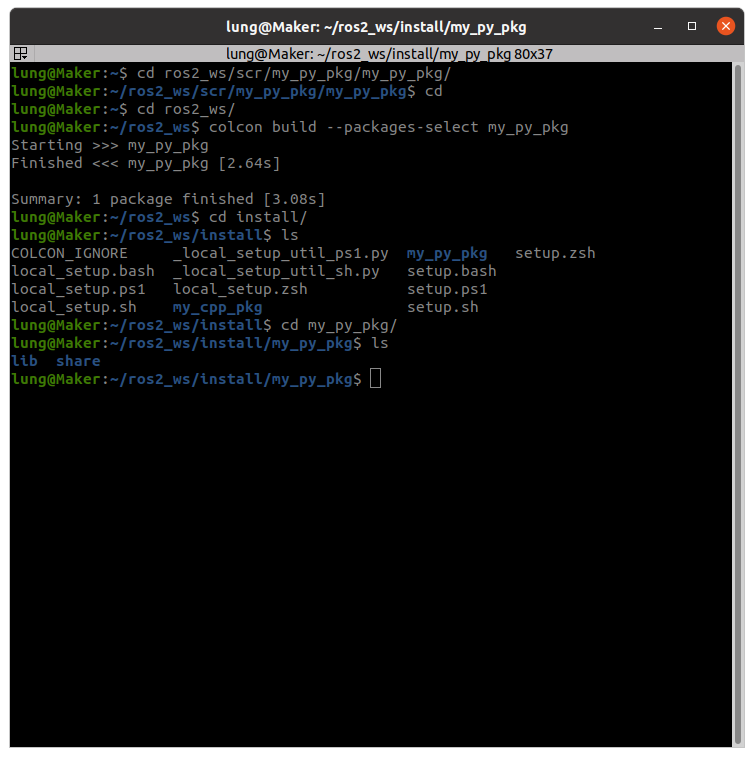 lung@Maker: ~/ros2_ws/install/my_py_pkg
lung@Maker: ~/ros2_ws/install/my_py_pkg 80x37
lung@Maker:~$ cd ros2_ws/scr/my_py_pkg/my_py_pkg/
lung@Maker:~/ros2_ws/scr/my_py_pkg/my_py_pkg$ cd
lung@Maker:~$ cd ros2_ws/
lung@Maker:~/ros2_ws$ colcon build --packages-select my_py_pkg
Starting >>> my_py_pkg
Finished <<< my_py_pkg [2.64s]
Summary: 1 package finished [3.08s]
lung@Maker:~/ros2_ws$ cd install/
lung@Maker:~/ros2_ws/install$ ls
COLCON_IGNORE     _local_setup_util_ps1.py  my_py_pkg   setup.zsh
local_setup.bash  _local_setup_util_sh.py   setup.bash
local_setup.ps1   local_setup.zsh           setup.ps1
local_setup.sh    my_cpp_pkg                setup.sh
lung@Maker:~/ros2_ws/install$ cd my_py_pkg/
lung@Maker:~/ros2_ws/install/my_py_pkg$ ls
lib  share
lung@Maker:~/ros2_ws/install/my_py_pkg$